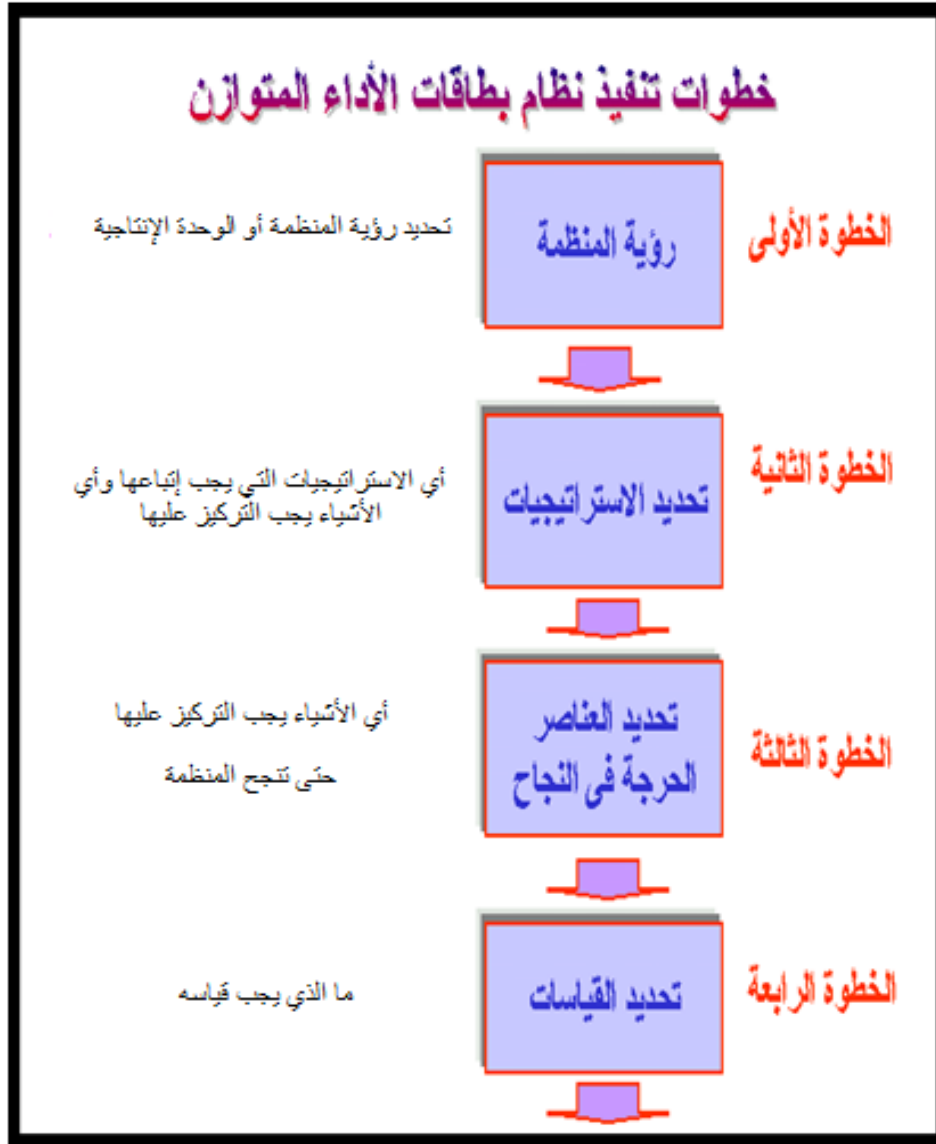 خطوات تنفيذ نظام بطاقات الأداء المتوازن
الخطوة الأولى
رؤية المنظمة
تحديد رؤية المنظمة أو الوحدة الإنتاجية
الخطوة الثانية
تحديد الاستراتيجيات
أي الاستراتيجيات التي يجب إتباعها وأي
الأشياء يجب التركيز عليها
الخطوة الثالثة
تحديد العناصر
الحرجة فى النجاح
أي الأشياء يجب التركيز عليها
حتى تنجح المنظمة
الخطوة الرابعة
تحديد القياسات
ما الذي يجب قياسه